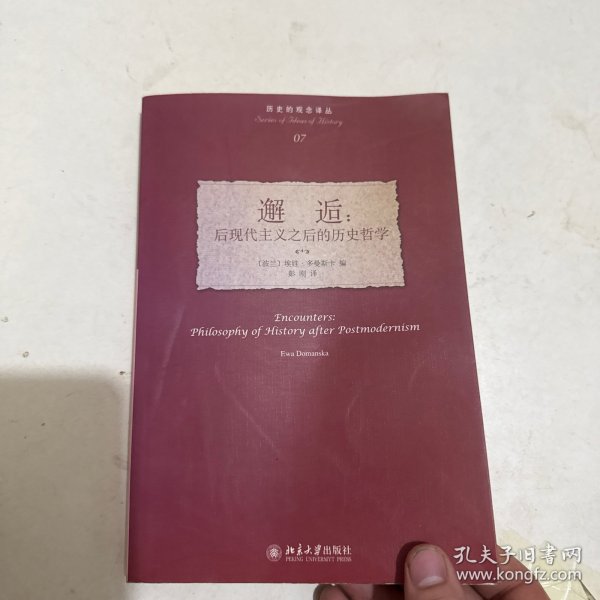 历史的观念译丛
Series of Ideas of History
07
邂 逅:
后现代主义之后的历史哲学
〔波兰〕埃娃·多曼斯卡 编
彭刚 译
Encounters:
Philosophy of History after Postmodernism
Ewa Domanska
北京大学出版社
PEKING UNIVERSITY PRESS
孔夫子旧书网
www.kongfz.com